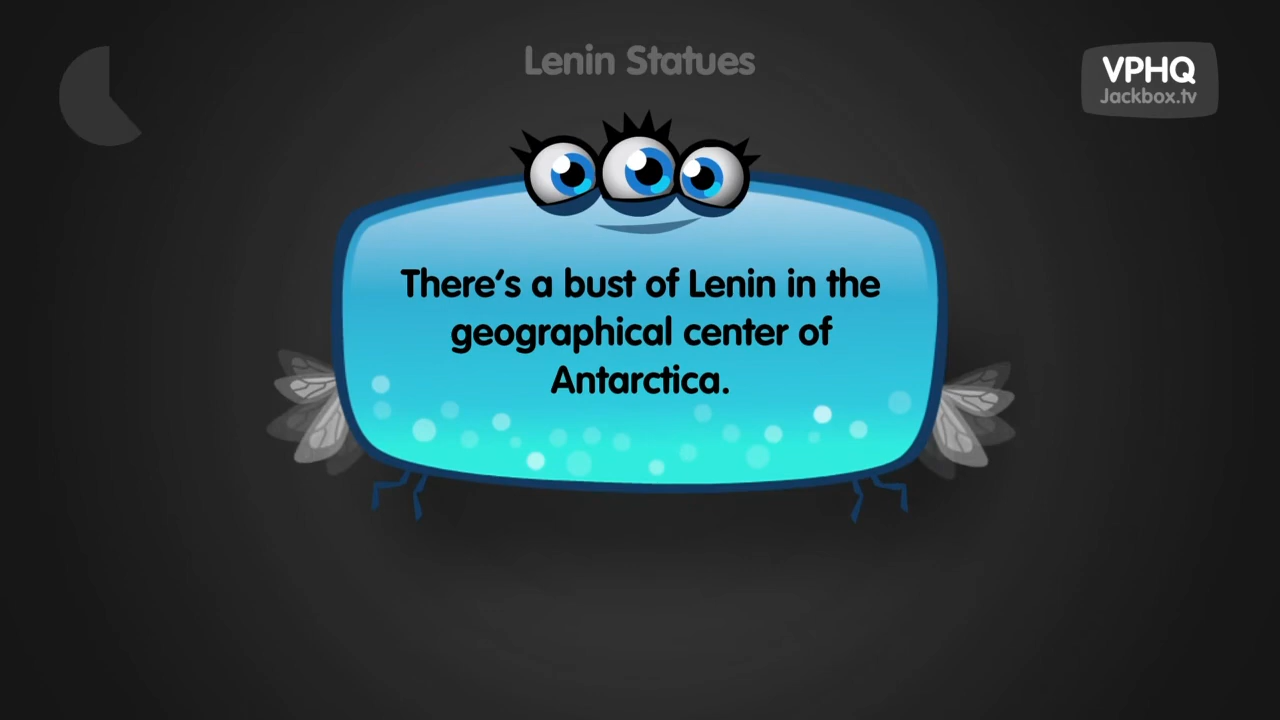 Lenin Statues
VPHQ
Jackbox.tv
There's a bust of Lenin in the
geographical center of
Antarctica.